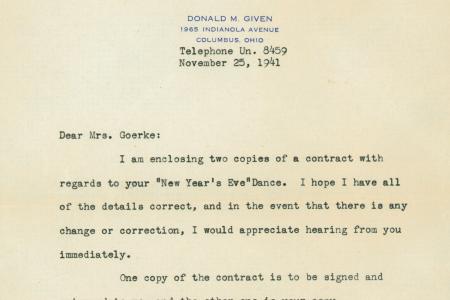 DONALD M. GIVEN
1965 INDIANOLA AVENUE
COLUMBUS, OHIO
Telephone Un. 8459
November 25, 1941
Dear Mrs. Goerke:
I am enclosing two copies of a contract with
regards to your "New Year's Eve"Dance. I hope I have all
of the details correct, and in the event that there is any
change or correction, I would appreciate hearing from you
immediately.
One copy of the contract is to be signed and